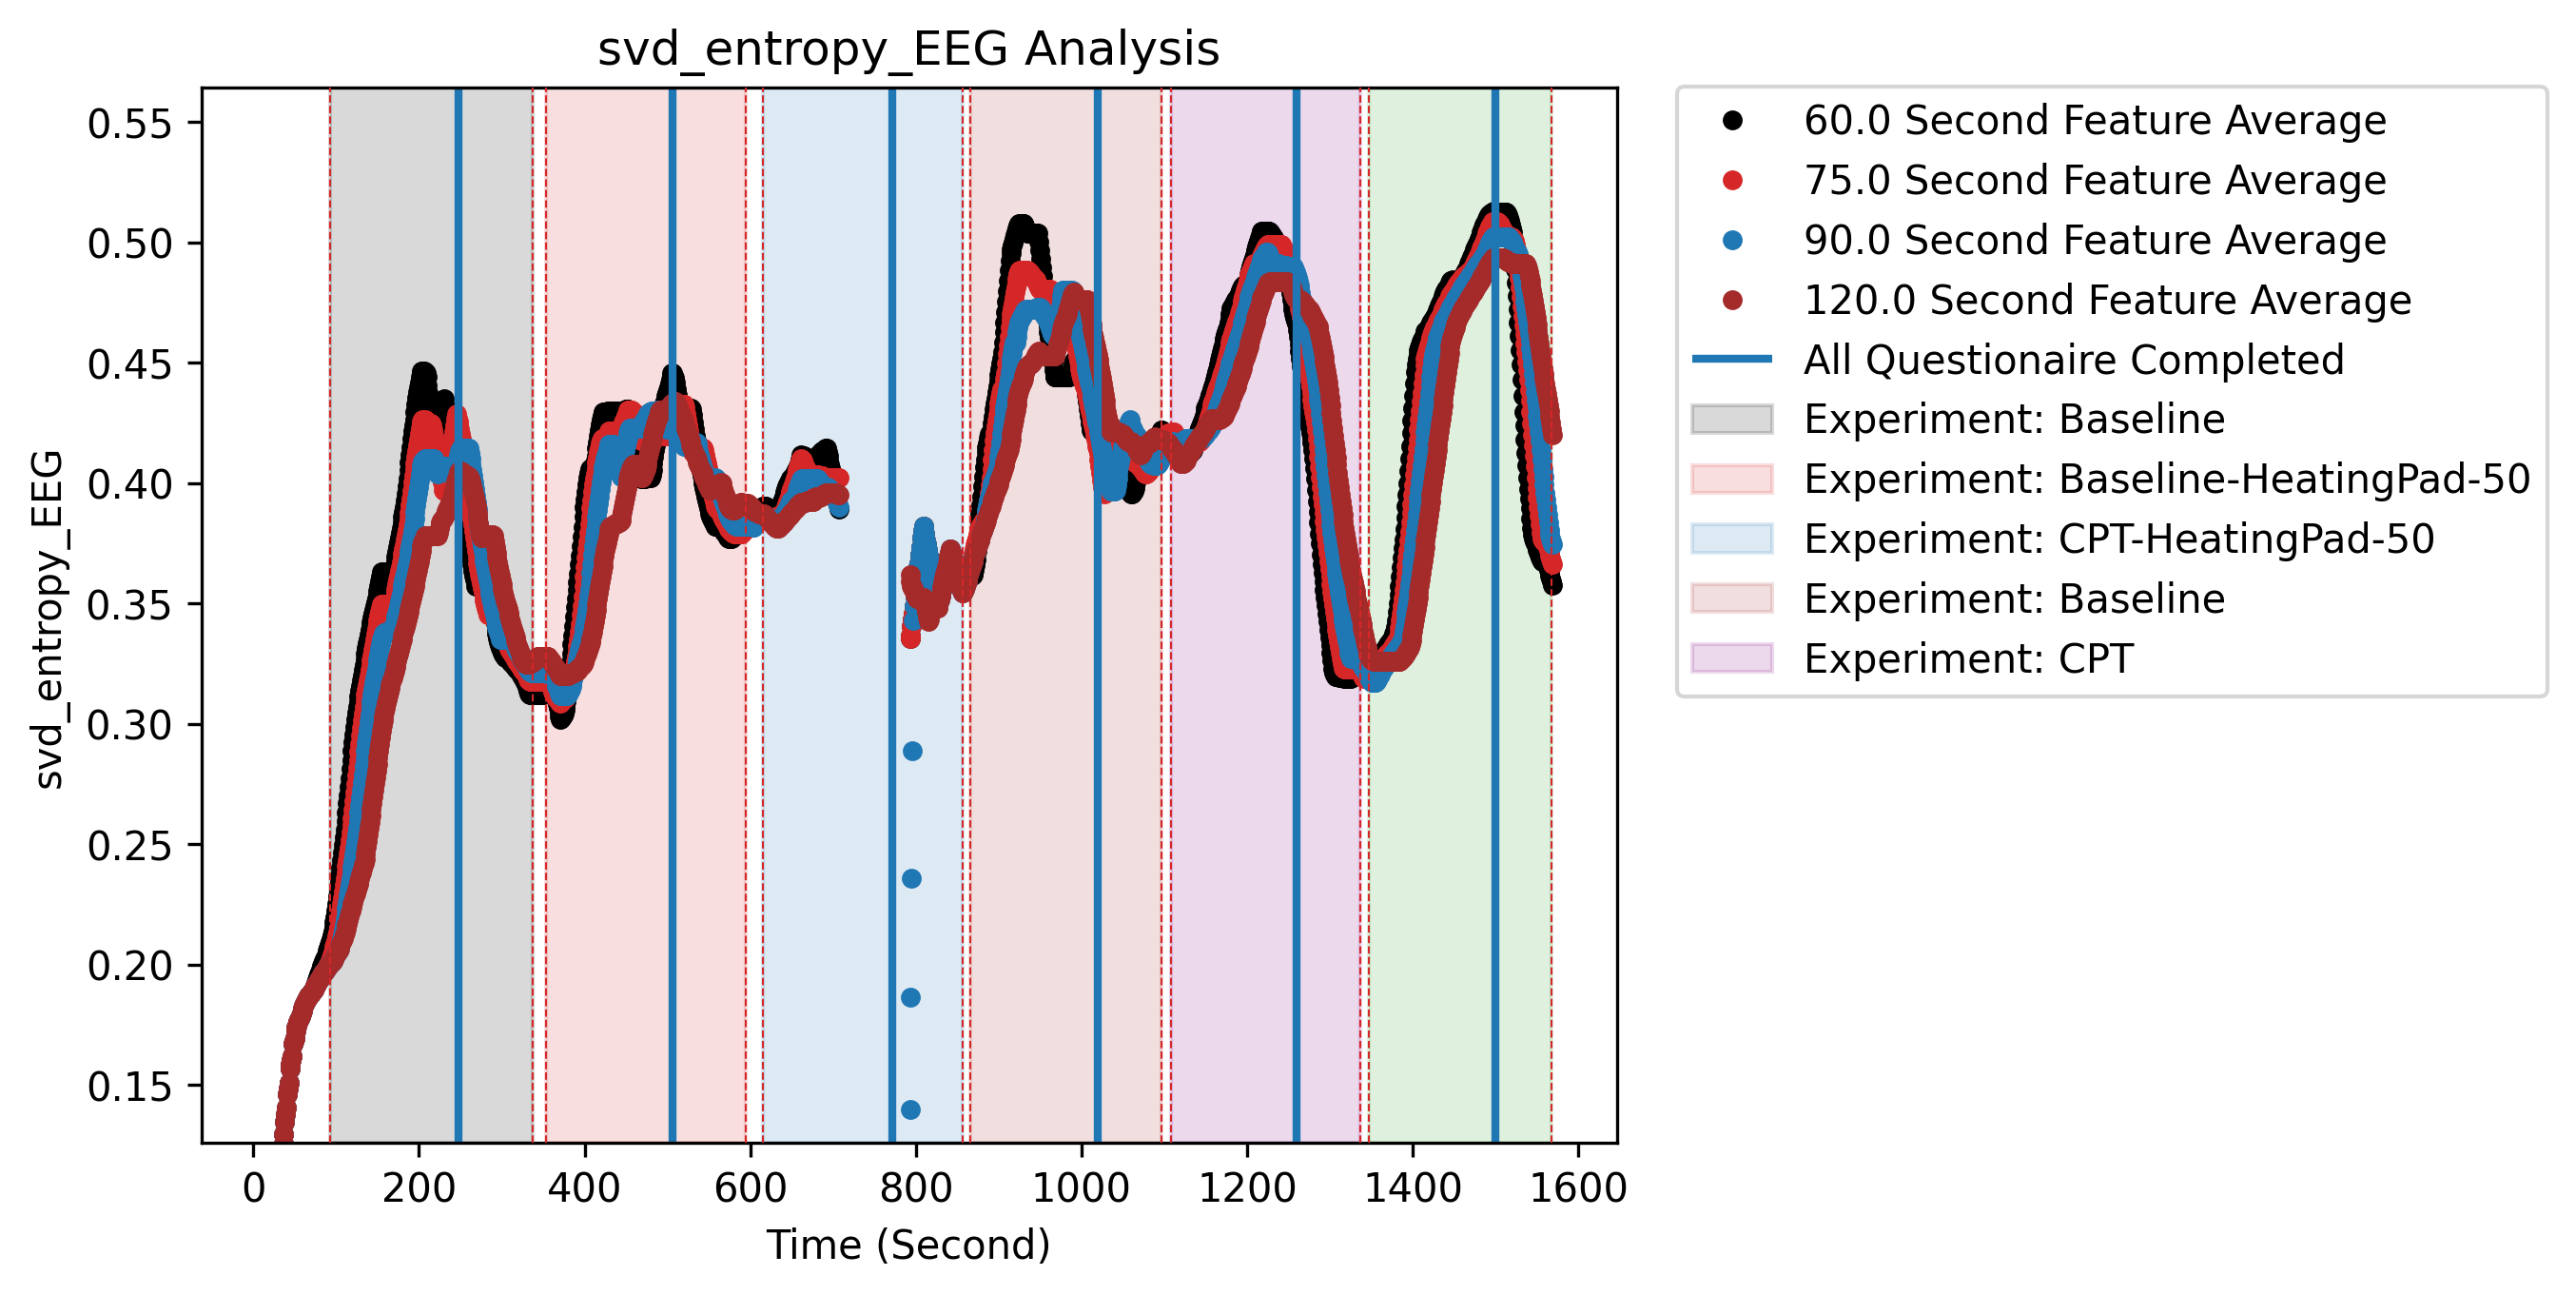 svd_entropy_EEG Analysis
svd_entropy_EEG
0.55
0.50
0.45
0.40
0.35
0.30
0.25
0.20
0.15
0 200 400 600 800 1000 1200 1400 1600
Time (Second)
60.0 Second Feature Average
75.0 Second Feature Average
90.0 Second Feature Average
120.0 Second Feature Average
All Questionaire Completed
Experiment: Baseline
Experiment: Baseline-HeatingPad-50
Experiment: CPT-HeatingPad-50
Experiment: Baseline
Experiment: CPT